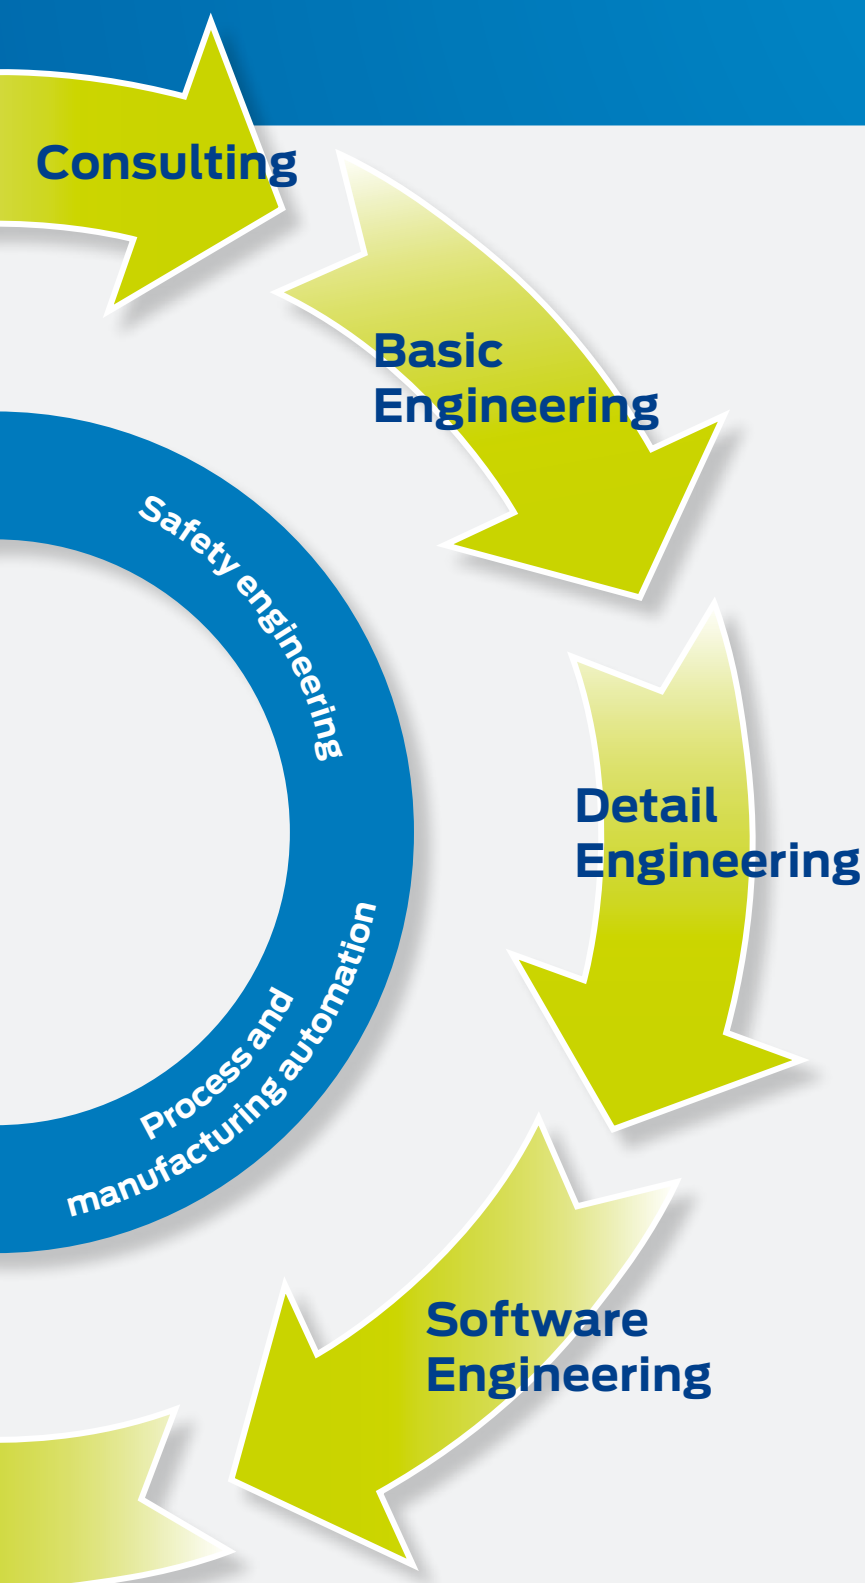 Consulting
Basic
Engineering
Safety engineering
Detail
Engineering
Process and
manufacturing automation
Software
Engineering